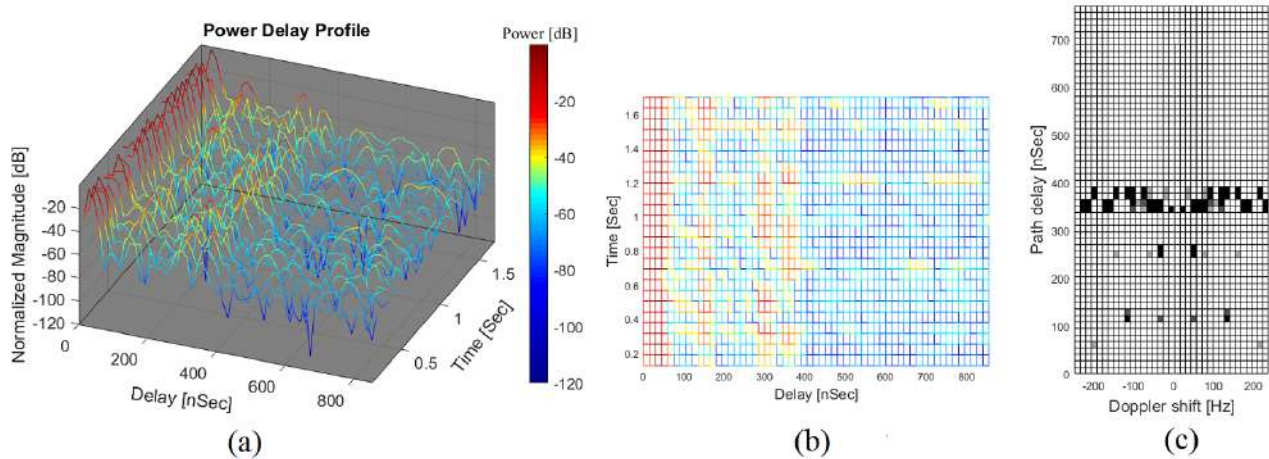 Power Delay Profile
Power [dB]
Normalized Magnitude [dB]
-20
-40
-60
-80
-100
-120
0
200
400
600
800
Delay [nSec]
0.5
1
1.5
Time [Sec]
-20
-40
-60
-80
-100
-120
(a)
Time [Sec]
1.6
1.4
1.2
1
0.8
0.6
0.4
0.2
0 100 200 300 400 500 600 700 800
Delay [nSec]
(b)
Path delay [nSec]
700
600
500
400
300
200
100
0
-200 -100 0 100 200
Doppler shift [Hz]
(c)